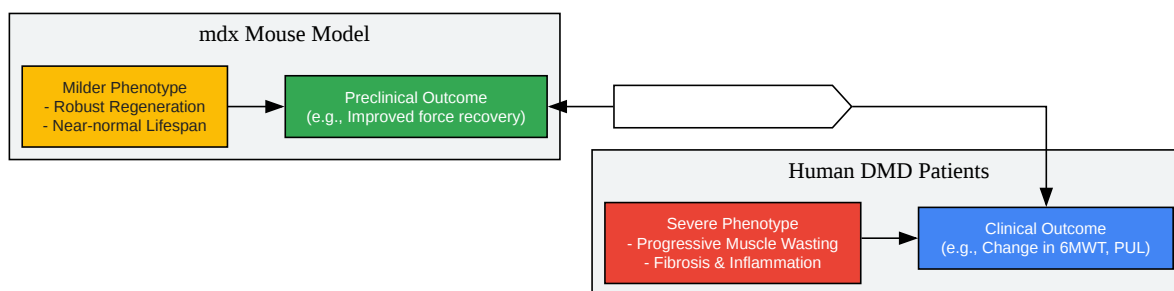 mdx Mouse Model
Milder Phenotype
- Robust Regeneration
- Near-normal Lifespan
Preclinical Outcome
(e.g., Improved force recovery)
Human DMD Patients
Severe Phenotype
- Progressive Muscle Wasting
- Fibrosis & Inflammation
Clinical Outcome
(e.g., Change in 6MWT, PUL)